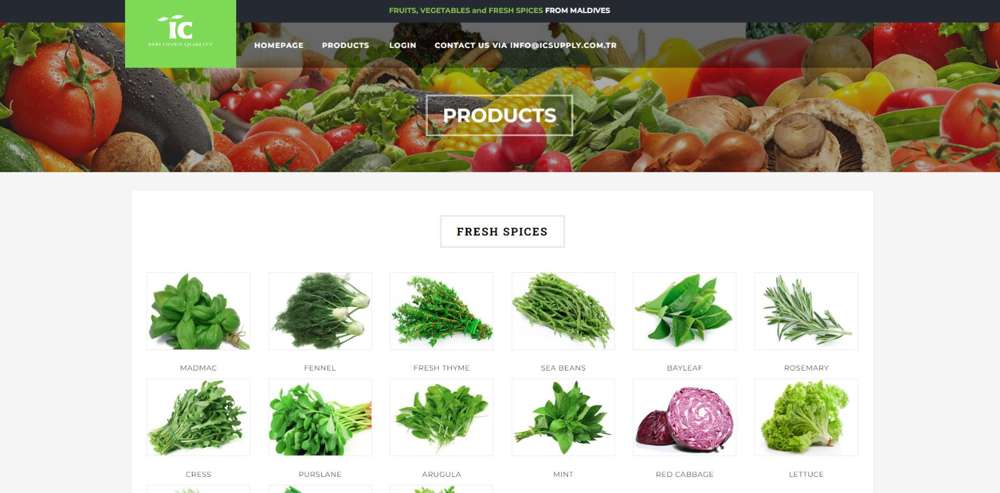 FRUITS, VEGETABLES and FRESH SPICES FROM MALDIVES
IC
MALDIVES QUALITY
HOMEPAGE PRODUCTS LOGIN CONTACT US VIA INFO@ICSUPPLY.COM.TR
PRODUCTS
FRESH SPICES
MADMAC FENNEL FRESH THYME SEA BEANS BAYLEAF ROSEMARY
CRESS PURSLANE ARUGULA MINT RED CABBAGE LETTUCE